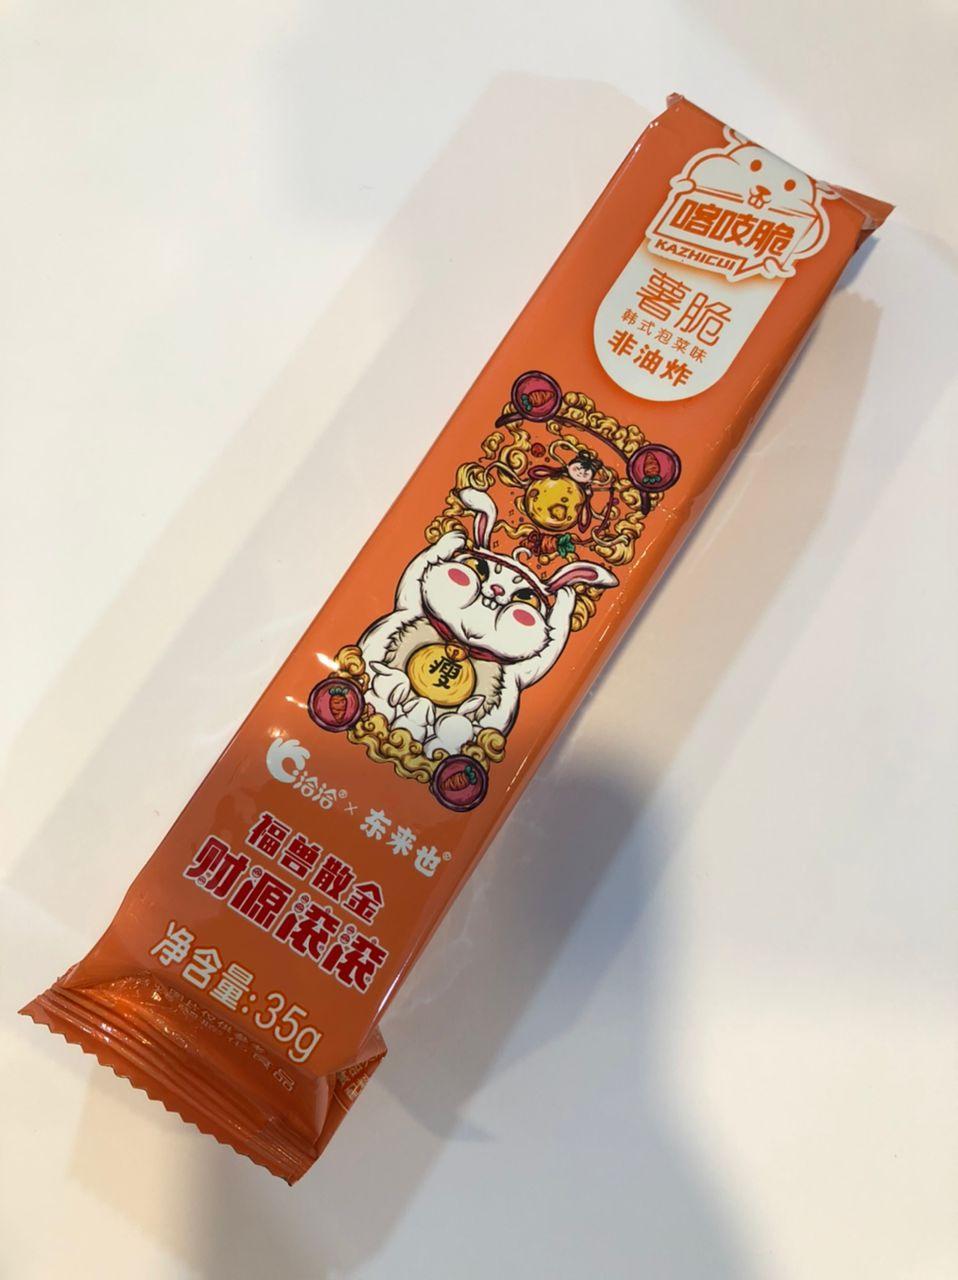 喀吱脆
KAZHICUI
薯脆
韩式泡菜味
非油炸
瘦
洽洽® × 东来也®
福兽散金
财源滚滚
净含量:35g